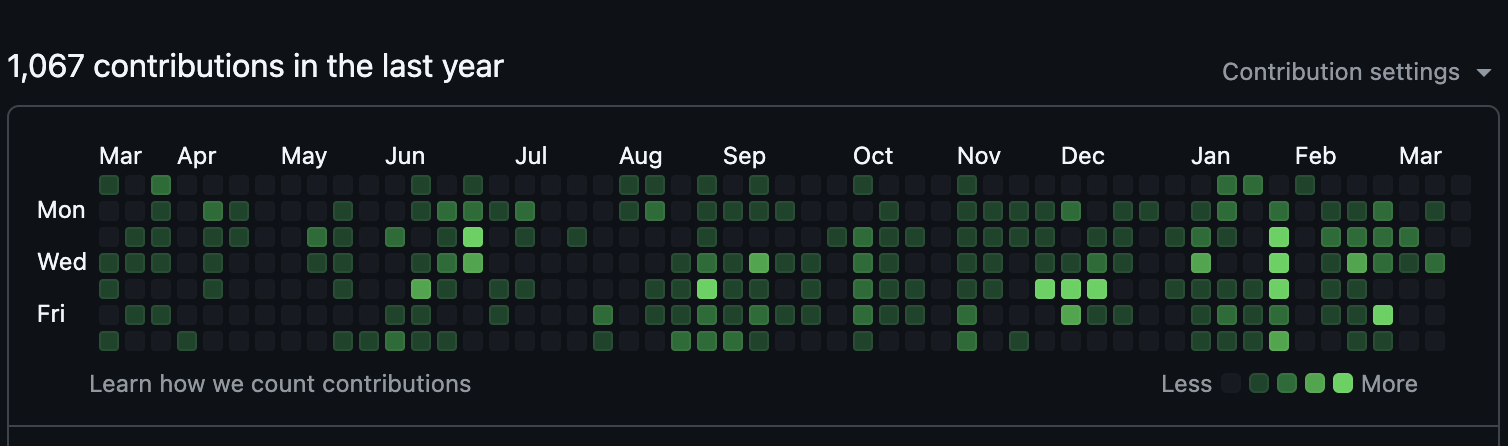 1,067 contributions in the last year
Contribution settings
Mar Apr May Jun Jul Aug Sep Oct Nov Dec Jan Feb Mar
Mon
Wed
Fri
Learn how we count contributions
Less More